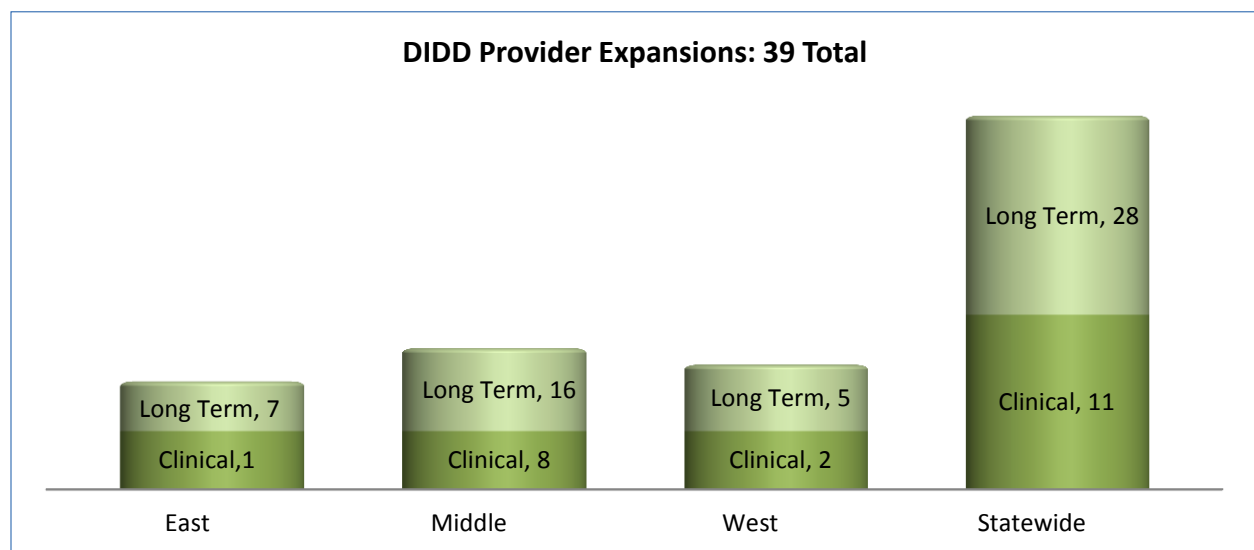 DIDD Provider Expansions: 39 Total
Long Term, 28
Long Term, 16
Long Term, 5
Long Term, 7
Clinical, 11
Clinical,1
Clinical, 8
Clinical, 2
East
Middle
West
Statewide